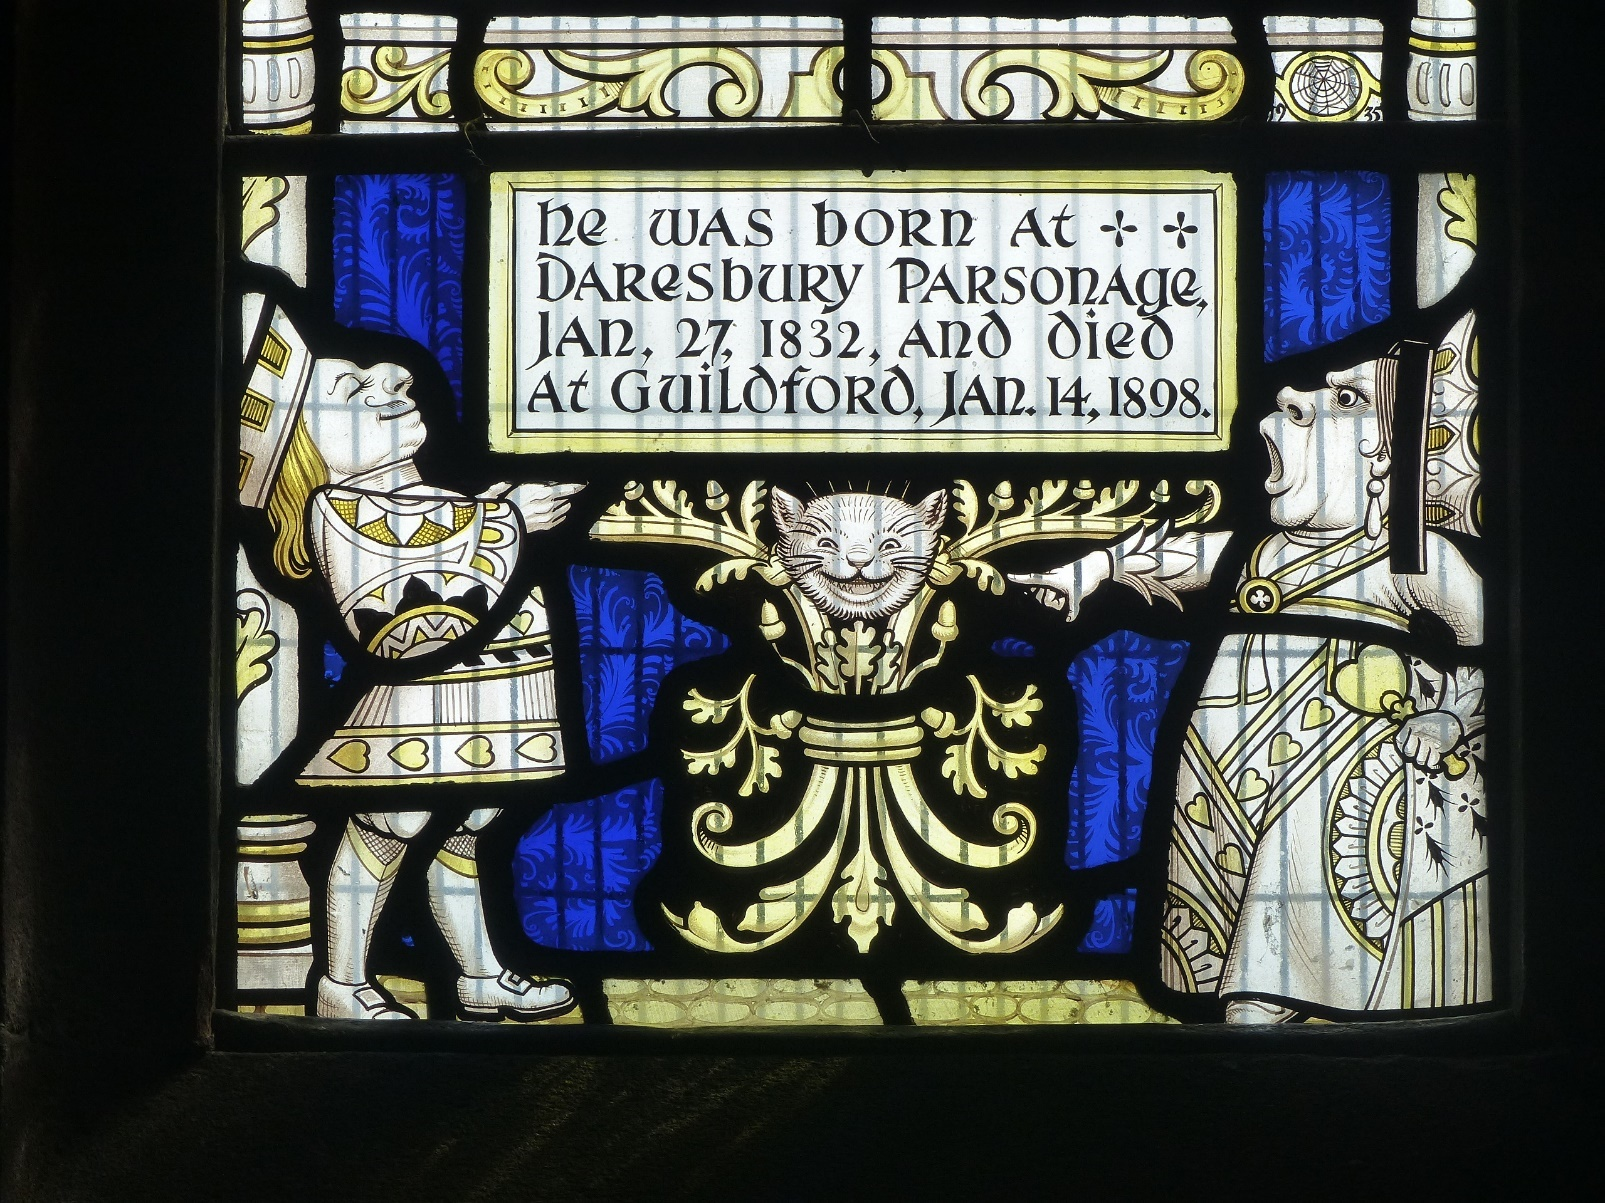 He was born at
Daresbury Parsonage,
Jan. 27, 1832, and died
at Guildford, Jan. 14, 1898.